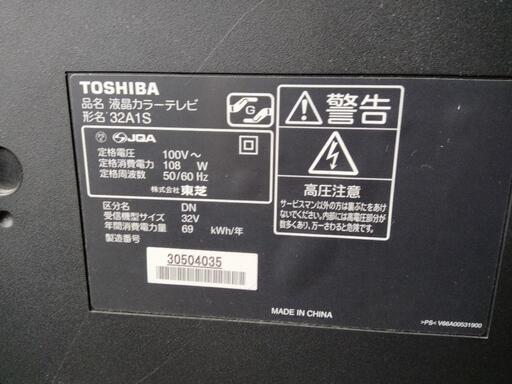 TOSHIBA
品名 液晶カラーテレビ
形名 32A1S
G
JQA
定格電圧 100V～
定格消費電力 108 W
定格周波数 50/60 Hz
株式会社 東芝
区分名 DN
受信機型サイズ 32V
年間消費電力量 69 kWh/年
製造番号
30504035
警告
高圧注意
サービスマン以外の方は裏ぶたをあけ
ないでください。内部には高電圧部分が
数多くあり、万一さわると危険です。
MADE IN CHINA
>PS< V66A00531900